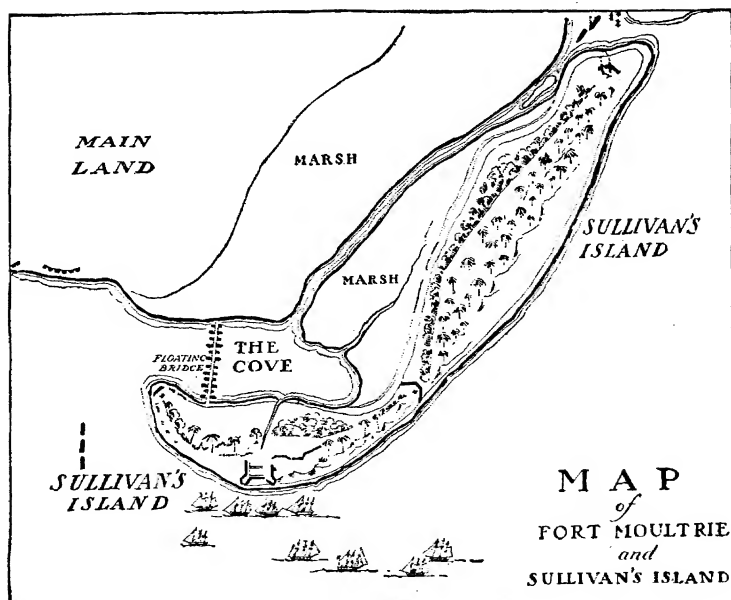 MAIN
LAND
MARSH
SULLIVAN'S
ISLAND
MARSH
FLOATING
BRIDGE
THE
COVE
SULLIVAN'S
ISLAND
MAP
of
FORT MOULTRIE
and
SULLIVAN'S ISLAND